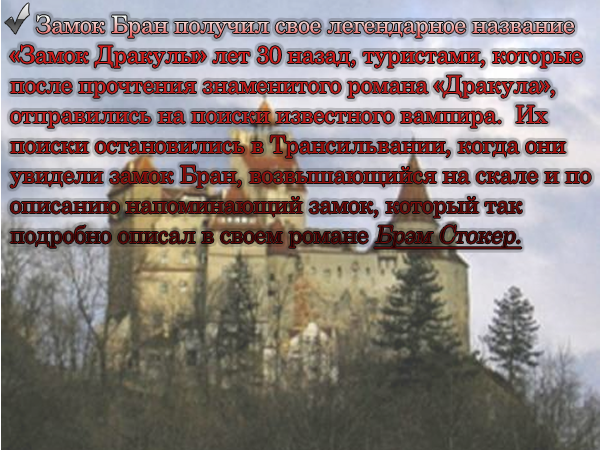 Замок Бран получил свое легендарное название
«Замок Дракулы» лет 30 назад, туристами, которые
после прочтения знаменитого романа «Дракула»,
отправились на поиски известного вампира. Их
поиски остановились в Трансильвании, когда они
увидели замок Бран, возвышающийся на скале и по
описанию напоминающий замок, который так
подробно описал в своем романе Брэм Стокер.